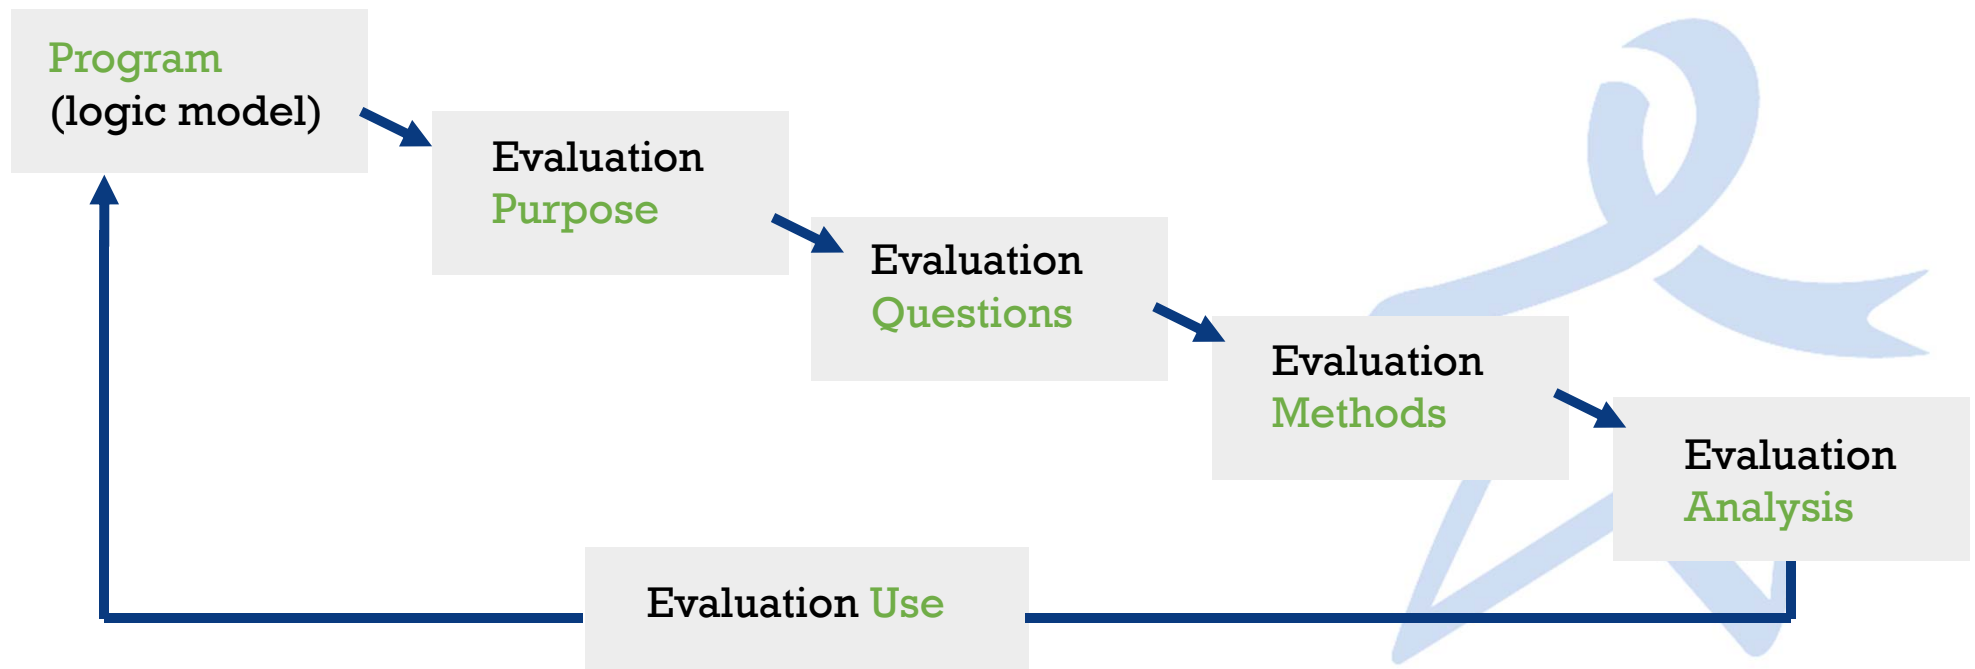 Program
(logic model)
Evaluation
Purpose
Evaluation
Questions
Evaluation
Methods
Evaluation
Analysis
Evaluation Use